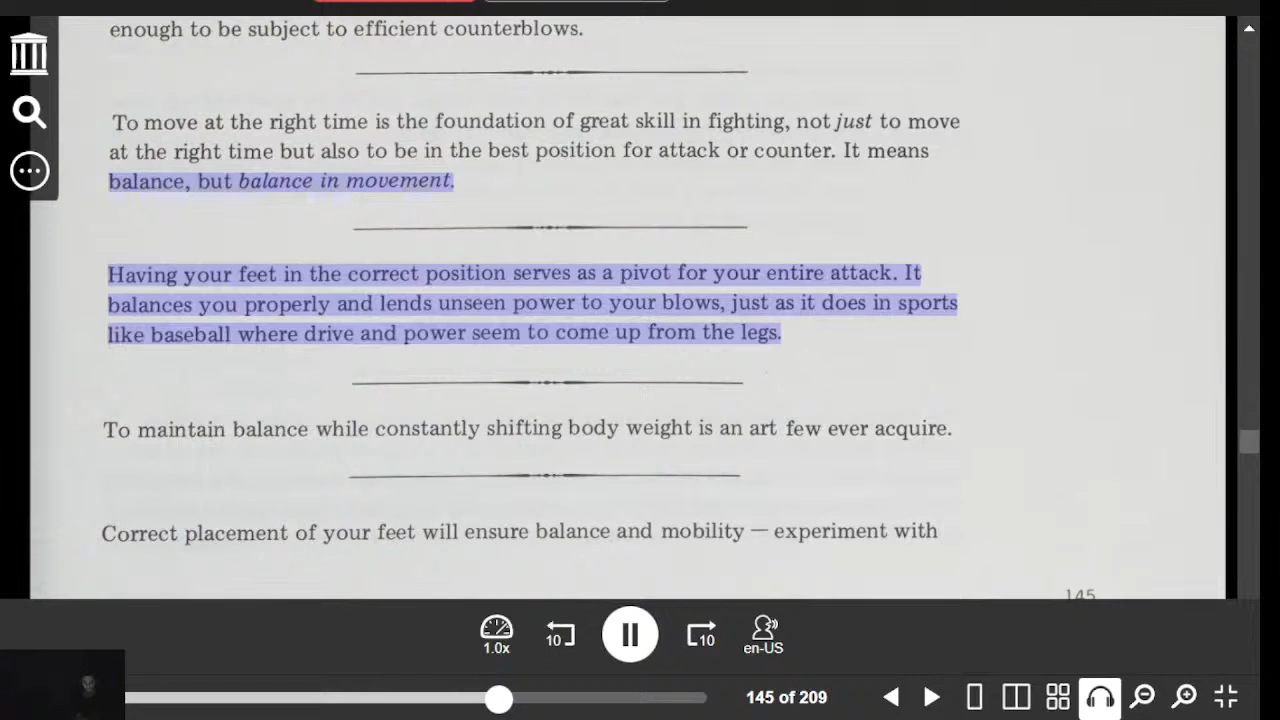 enough to be subject to efficient counterblows.
To move at the right time is the foundation of great skill in fighting, not just to move
at the right time but also to be in the best position for attack or counter. It means
balance, but balance in movement.
Having your feet in the correct position serves as a pivot for your entire attack. It
balances you properly and lends unseen power to your blows, just as it does in sports
like baseball where drive and power seem to come up from the legs.
To maintain balance while constantly shifting body weight is an art few ever acquire.
Correct placement of your feet will ensure balance and mobility — experiment with
145
1.0x
10
10
en-US
145 of 209